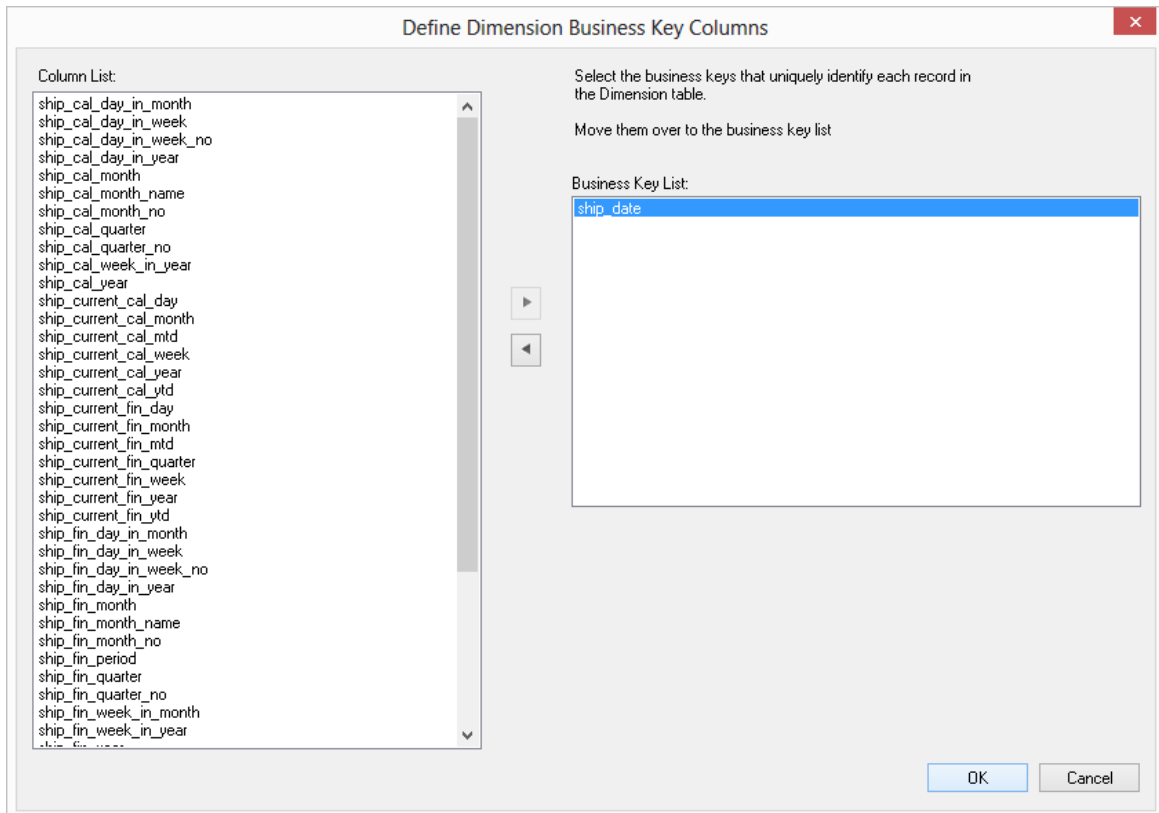 Define Dimension Business Key Columns
Column List:
ship_cal_day_in_month
ship_cal_day_in_week
ship_cal_day_in_week_no
ship_cal_day_in_year
ship_cal_month
ship_cal_month_name
ship_cal_month_no
ship_cal_quarter
ship_cal_quarter_no
ship_cal_week_in_year
ship_cal_year
ship_current_cal_day
ship_current_cal_month
ship_current_cal_mtd
ship_current_cal_week
ship_current_cal_year
ship_current_cal_ytd
ship_current_fin_day
ship_current_fin_month
ship_current_fin_mtd
ship_current_fin_quarter
ship_current_fin_week
ship_current_fin_year
ship_current_fin_ytd
ship_fin_day_in_month
ship_fin_day_in_week
ship_fin_day_in_week_no
ship_fin_day_in_year
ship_fin_month
ship_fin_month_name
ship_fin_month_no
ship_fin_period
ship_fin_quarter
ship_fin_quarter_no
ship_fin_week_in_month
ship_fin_week_in_year
Select the business keys that uniquely identify each record in
the Dimension table.
Move them over to the business key list
Business Key List:
ship_date
OK
Cancel